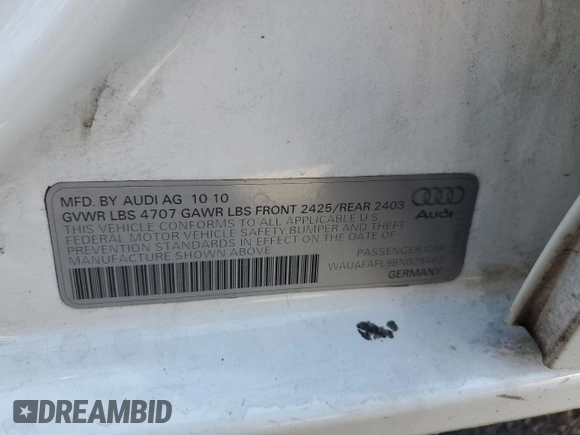 MFD. BY AUDI AG 10 10
GVWR LBS 4707 GAWR LBS FRONT 2425/REAR 2403
THIS VEHICLE CONFORMS TO ALL APPLICABLE U.S
FEDERAL MOTOR VEHICLE SAFETY BUMPER AND THEFT
PREVENTION STANDARDS IN EFFECT ON THE DATE OF
MANUFACTURE SHOWN ABOVE
Audi
PASSENGER CAR
GERMANY
DREAMBID